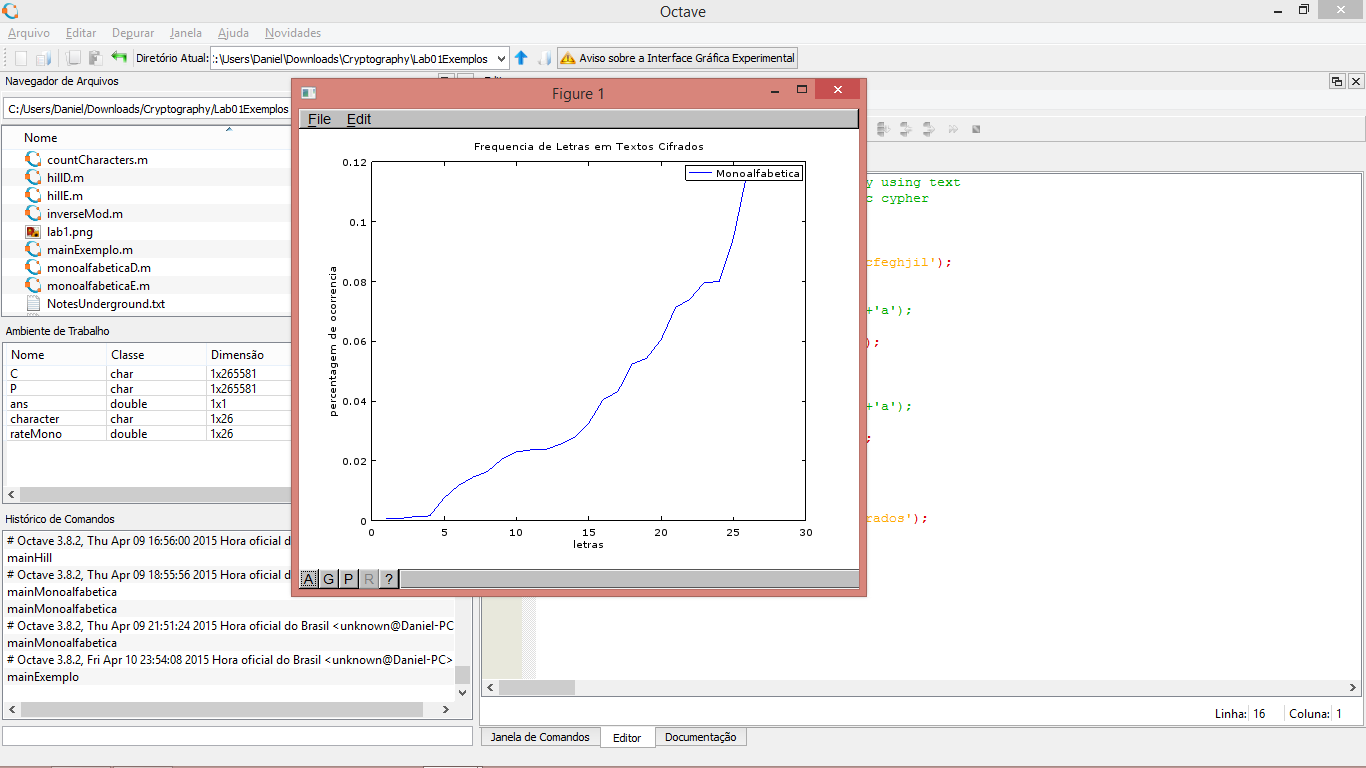 Octave
Arquivo Editar Depurar Janela Ajuda Novidades
Diretório Atual: :\Users\Daniel\Downloads\Cryptography\Lab01Exemplos Aviso sobre a Interface Gráfica Experimental
Navegador de Arquivos
C:/Users/Daniel/Downloads/Cryptography/Lab01Exemplos
Nome
countCharacters.m
hillD.m
hillE.m
inverseMod.m
lab1.png
mainExemplo.m
monoalfabeticaD.m
monoalfabeticaE.m
NotesUnderground.txt
Ambiente de Trabalho
Nome Classe Dimensão
C char 1x265581
P char 1x265581
ans double 1x1
character char 1x26
rateMono double 1x26
Histórico de Comandos
# Octave 3.8.2, Thu Apr 09 16:56:00 2015 Hora oficial d
mainHill
# Octave 3.8.2, Thu Apr 09 18:55:56 2015 Hora oficial d
mainMonoalfabetica
mainMonoalfabetica
# Octave 3.8.2, Thu Apr 09 21:51:24 2015 Hora oficial do Brasil <unknown@Daniel-PC
mainMonoalfabetica
# Octave 3.8.2, Fri Apr 10 23:54:08 2015 Hora oficial do Brasil <unknown@Daniel-PC>
mainExemplo
Figure 1
File Edit
Frequencia de Letras em Textos Cifrados
Monoalfabetica
percentagem de ocorrencia
0.12
0.1
0.08
0.06
0.04
0.02
0
0 5 10 15 20 25 30
letras
A G P R ?
y using text
c cypher
cfeghjil');
+'a');
);
+'a');
;
rados');
Linha: 16 Coluna: 1
Janela de Comandos Editor Documentação